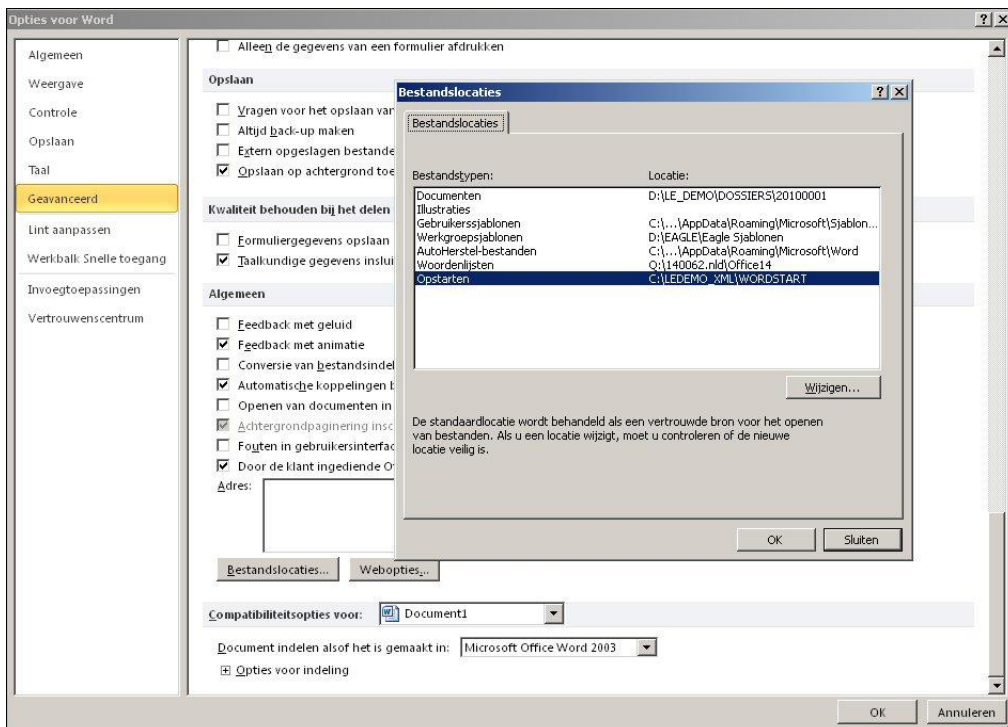 Opties voor Word
Algemeen
Weergave
Controle
Opslaan
Taal
Geavanceerd
Lint aanpassen
Werkbalk Snelle toegang
Invoegtoepassingen
Vertrouwenscentrum
Alleen de gegevens van een formulier afdrukken
Opslaan
Vragen voor het opslaan van
Altijd back-up maken
Extern opgeslagen bestande
Opslaan op achtergrond toe
Kwaliteit behouden bij het delen
Formuliergegevens opslaan
Taalkundige gegevens inslui
Algemeen
Feedback met geluid
Feedback met animatie
Conversie van bestandsindel
Automatische koppelingen b
Openen van documenten in
Achtergrondpaginering insc
Fouten in gebruikersinterfac
Door de klant ingediende O
Adres:
Bestandslocaties... Webopties...
Compatibiliteitsopties voor: Document1
Document indelen alsof het is gemaakt in: Microsoft Office Word 2003
Opties voor indeling
OK Annuleren
Bestandslocaties
Bestandslocaties
Bestandstypen: Locatie:
Documenten D:\LE_DEMO\DOSSIERS\20100001
Illustraties
Gebruikerssjablonen C:\...\AppData\Roaming\Microsoft\Sjablon...
Werkgroepsjablonen D:\EAGLE\Eagle Sjablonen
AutoHerstel-bestanden C:\...\AppData\Roaming\Microsoft\Word
Woordenlijsten Q:\140062.nld\Office14
Opstarten C:\LEDEMO_XML\WORDSTART
Wijzigen...
De standaardlocatie wordt behandeld als een vertrouwde bron voor het openen
van bestanden. Als u een locatie wijzigt, moet u controleren of de nieuwe
locatie veilig is.
OK Sluiten